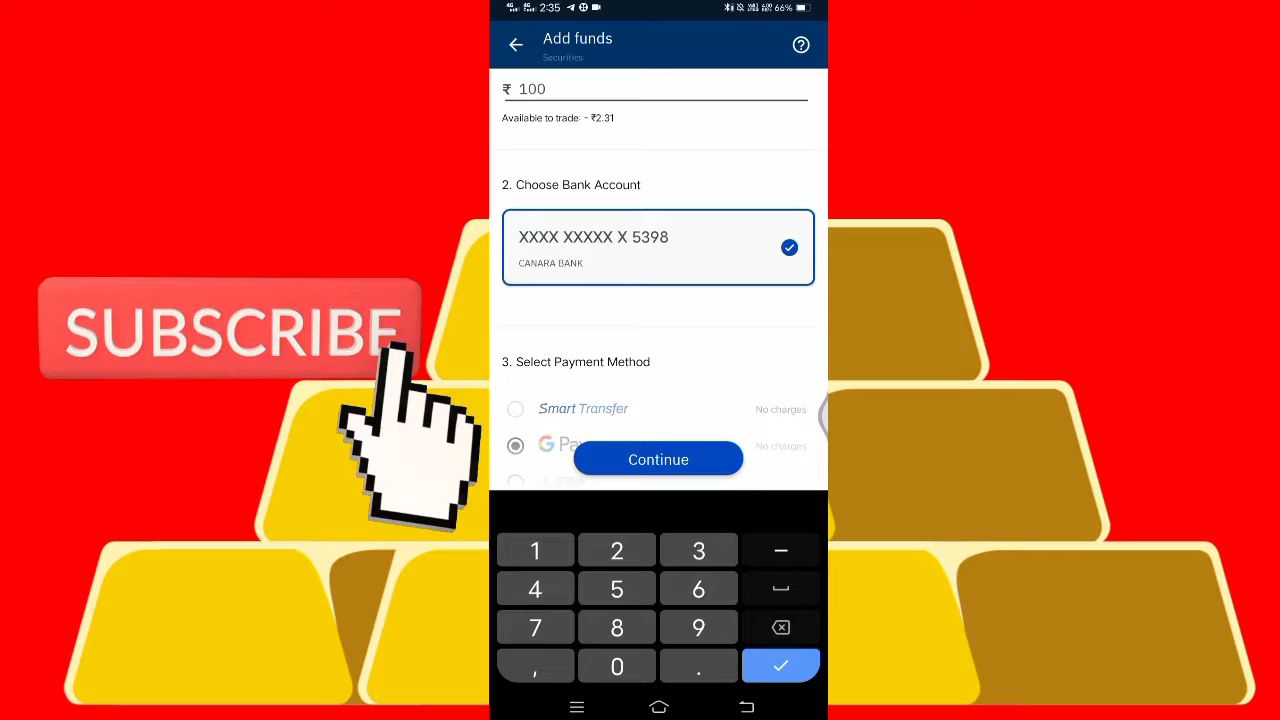 2:35
66%
Add funds
Securities
₹ 100
Available to trade: - ₹2.31
2. Choose Bank Account
XXXX XXXXX X 5398
CANARA BANK
SUBSCRIBE
3. Select Payment Method
Smart Transfer No charges
G Pay No charges
Continue
1 2 3 –
4 5 6
7 8 9
, 0 .